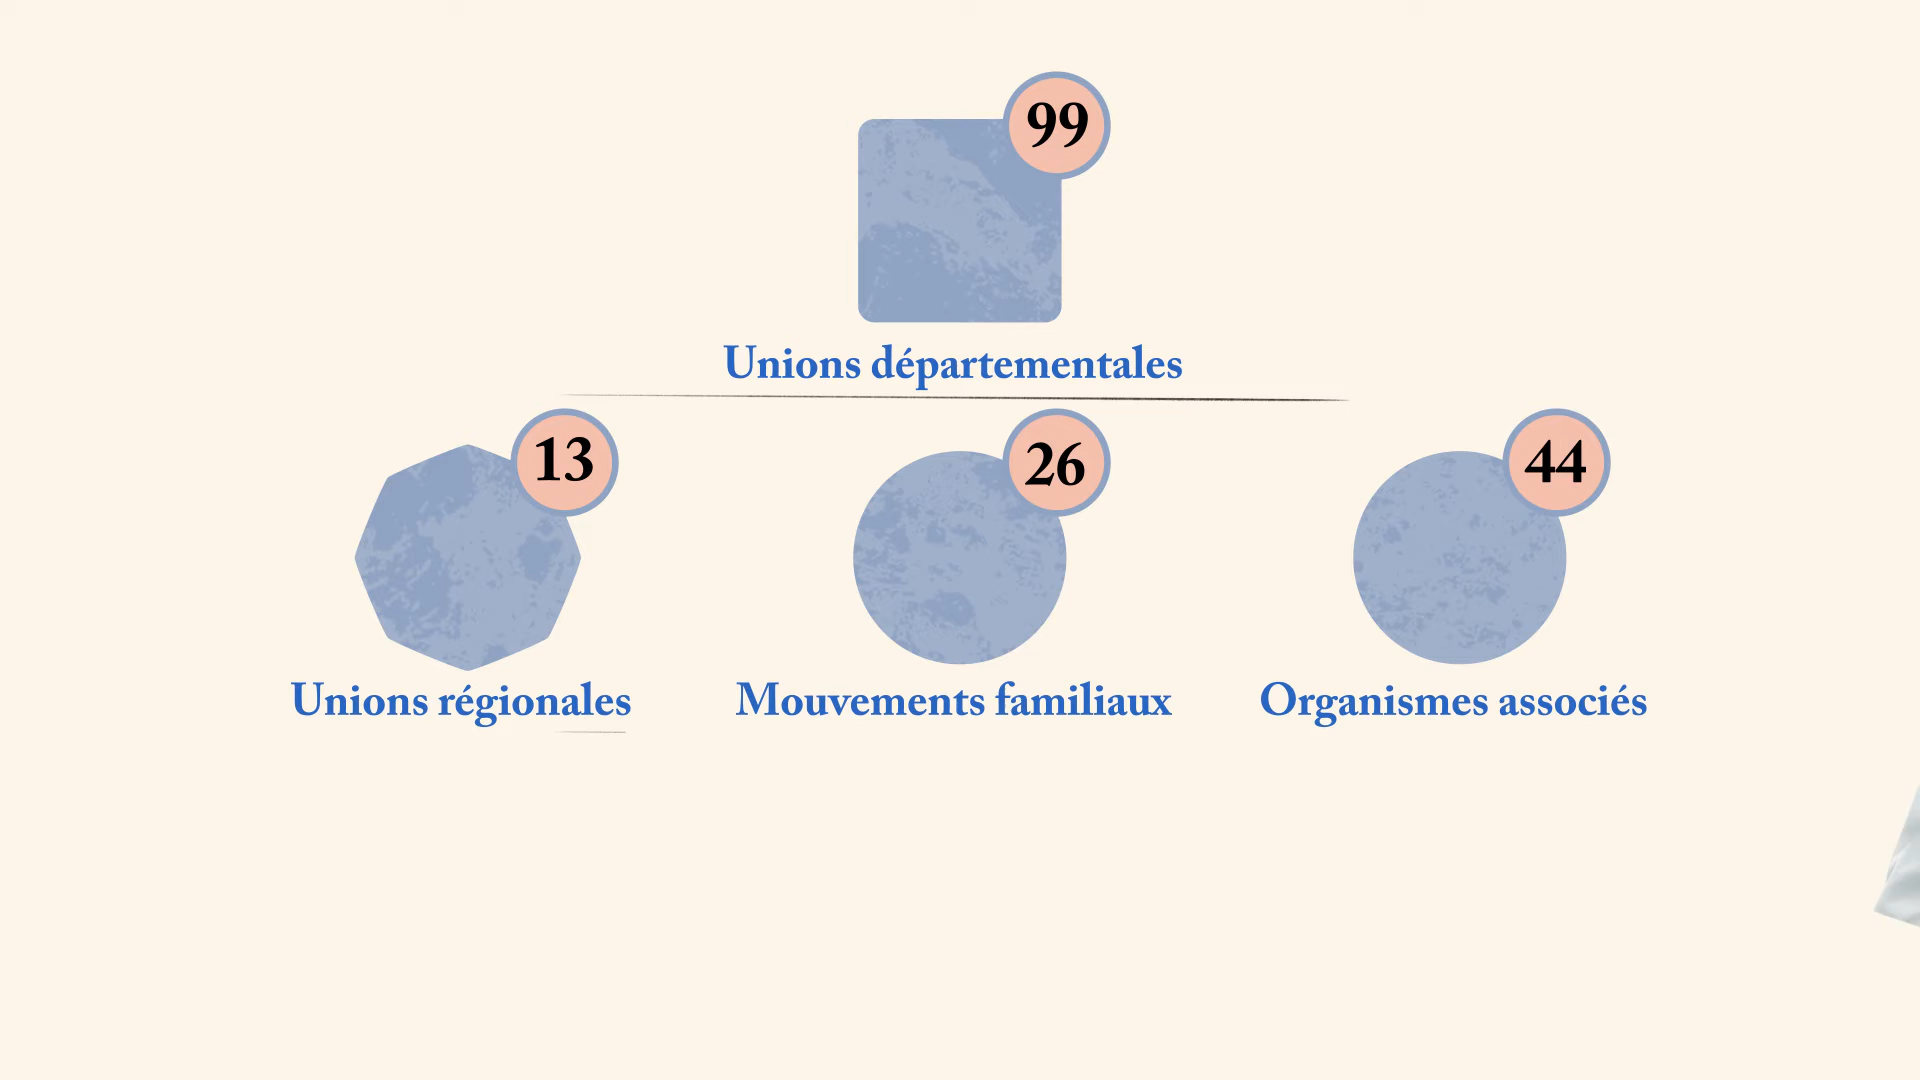 99
Unions départementales
13
26
44
Unions régionales
Mouvements familiaux
Organismes associés